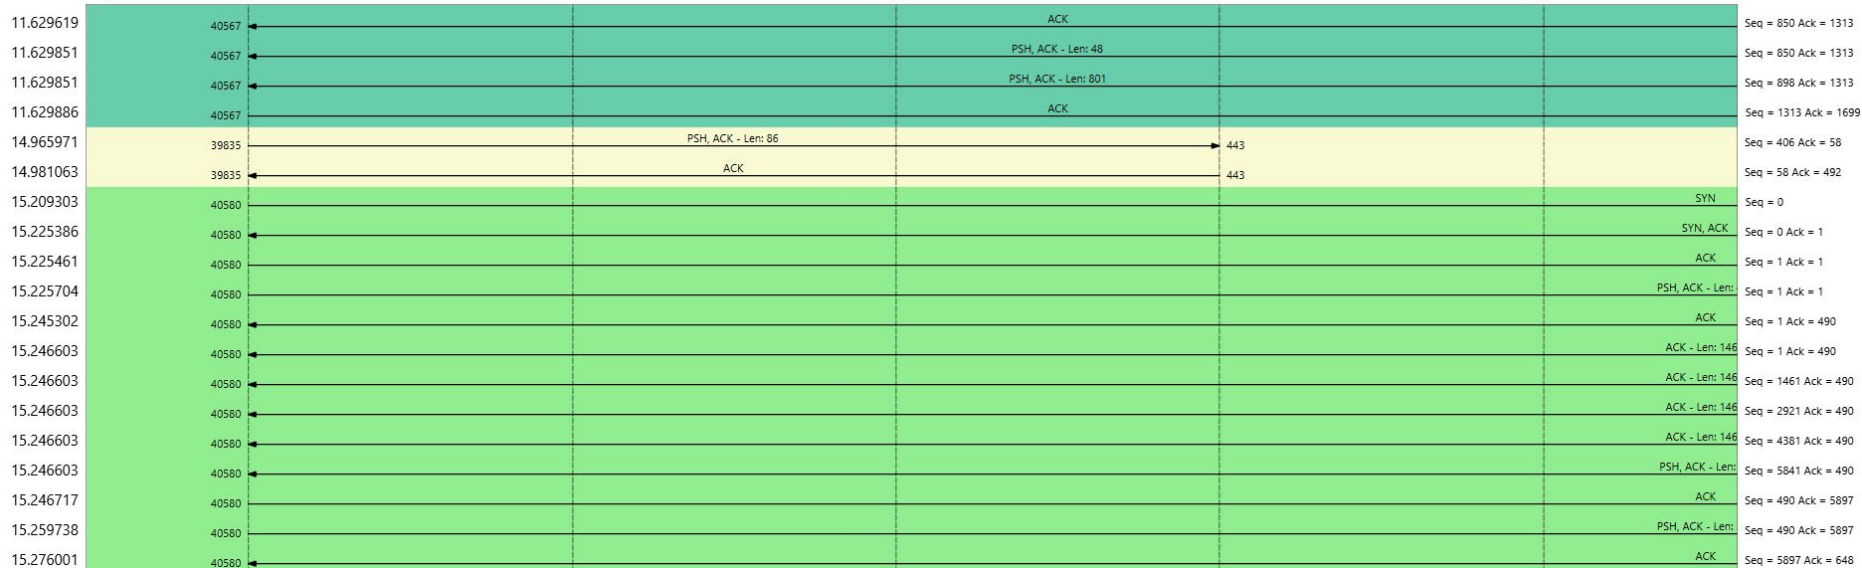 11.629619 40567 ACK Seq = 850 Ack = 1313
11.629851 40567 PSH, ACK - Len: 48 Seq = 850 Ack = 1313
11.629851 40567 PSH, ACK - Len: 801 Seq = 898 Ack = 1313
11.629886 40567 ACK Seq = 1313 Ack = 1699
14.965971 39835 PSH, ACK - Len: 86 443 Seq = 406 Ack = 58
14.981063 39835 ACK 443 Seq = 58 Ack = 492
15.209303 40580 SYN Seq = 0
15.225386 40580 SYN, ACK Seq = 0 Ack = 1
15.225461 40580 ACK Seq = 1 Ack = 1
15.225704 40580 PSH, ACK - Len: Seq = 1 Ack = 1
15.245302 40580 ACK Seq = 1 Ack = 490
15.246603 40580 ACK - Len: 146 Seq = 1 Ack = 490
15.246603 40580 ACK - Len: 146 Seq = 1461 Ack = 490
15.246603 40580 ACK - Len: 146 Seq = 2921 Ack = 490
15.246603 40580 ACK - Len: 146 Seq = 4381 Ack = 490
15.246603 40580 PSH, ACK - Len: Seq = 5841 Ack = 490
15.246717 40580 ACK Seq = 490 Ack = 5897
15.259738 40580 PSH, ACK - Len: Seq = 490 Ack = 5897
15.276001 40580 ACK Seq = 5897 Ack = 648